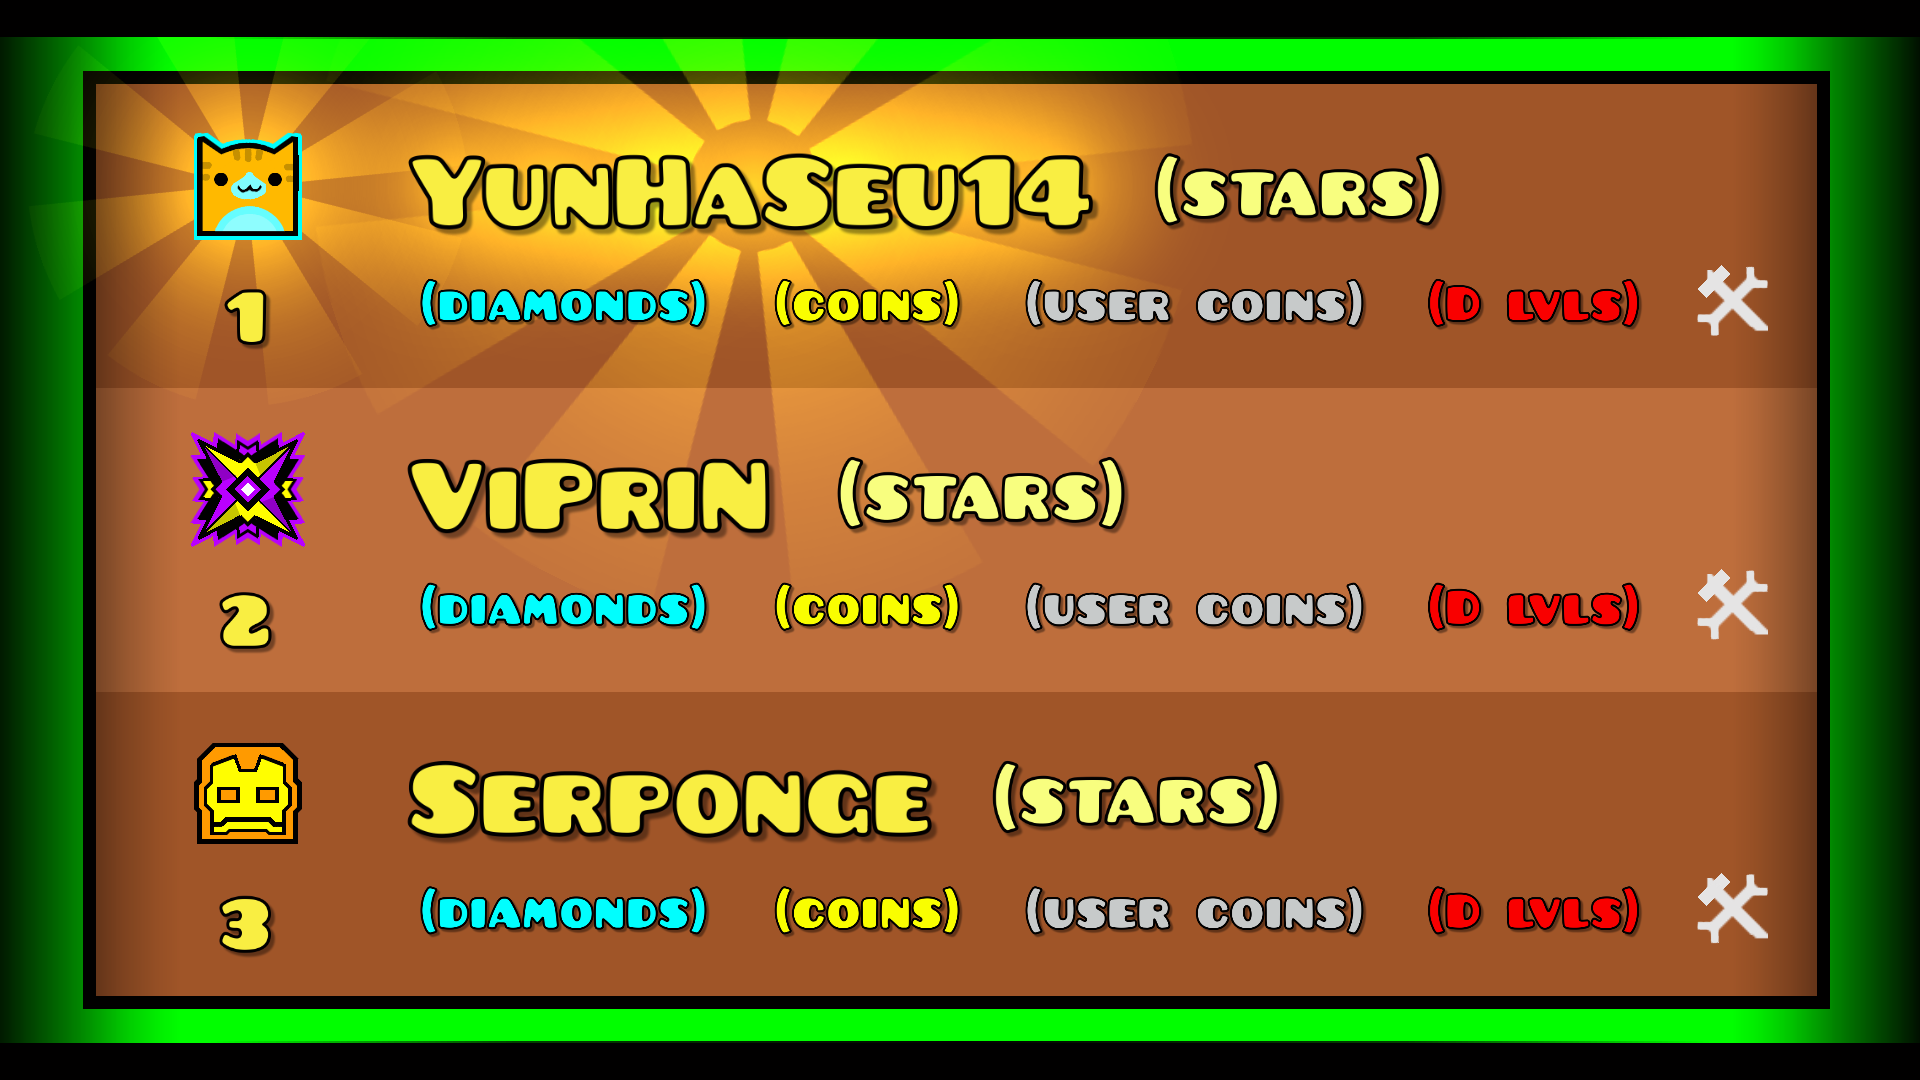 YunHaSeu14 (stars)
1 (diamonds) (coins) (user coins) (d lvls)
ViPriN (stars)
2 (diamonds) (coins) (user coins) (d lvls)
Serponge (stars)
3 (diamonds) (coins) (user coins) (d lvls)